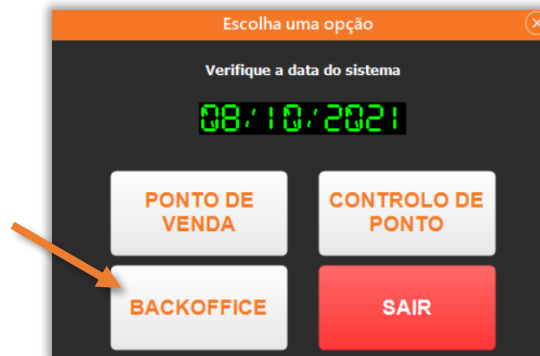 Escolha uma opção
Verifique a data do sistema
08/10/2021
PONTO DE
VENDA
CONTROLO DE
PONTO
BACKOFFICE
SAIR